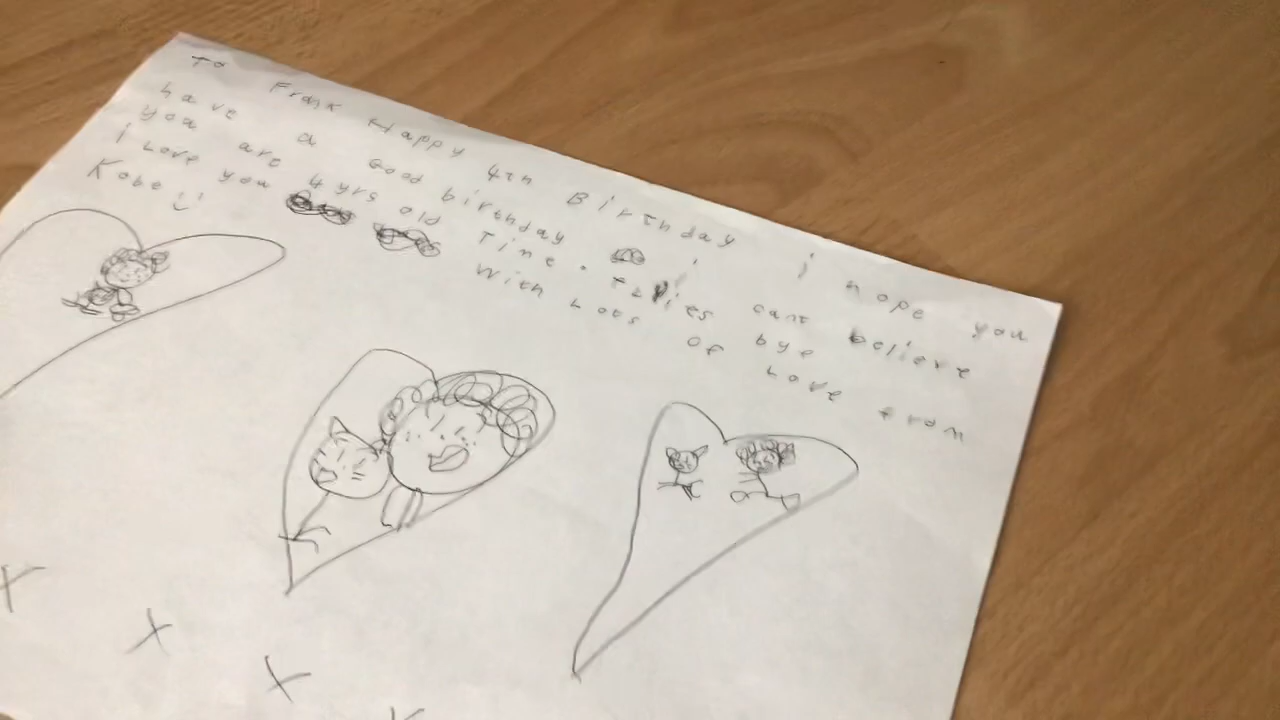 To Frank Happy 4th Birthday i hope you
have a Good birthday i cant believe
you are 4yrs old Time. fLies bye
i Love you With Lots of Love from
Kobe
x
x
x